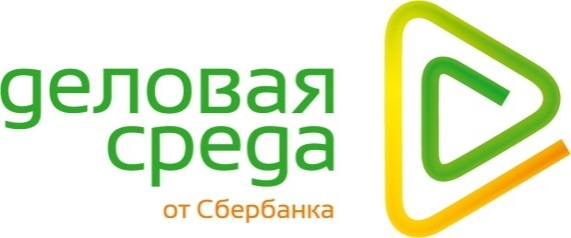 деловая
среда
от Сбербанка